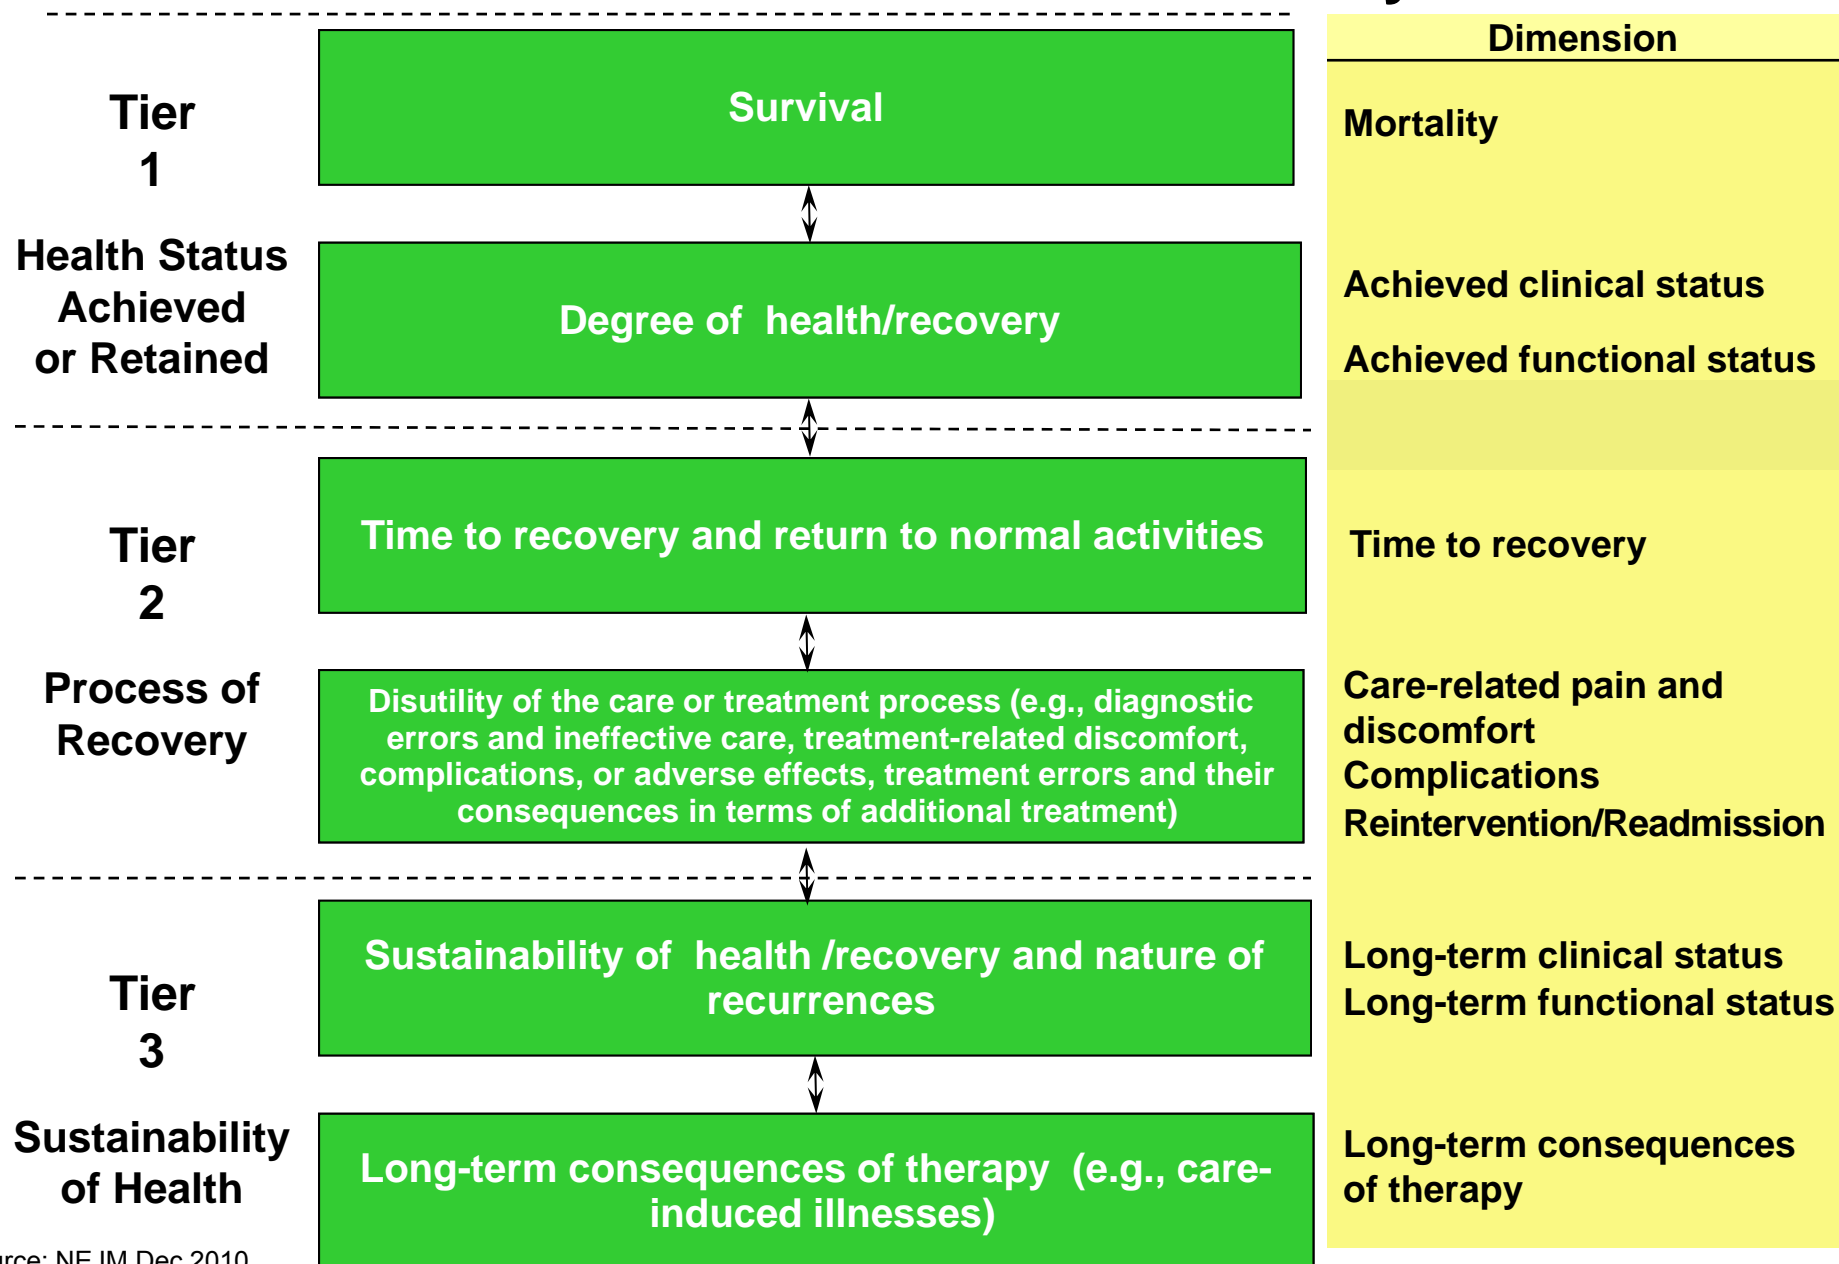 Dimension
Tier
1
Survival
Mortality
Health Status
Achieved
or Retained
Degree of health/recovery
Achieved clinical status
Achieved functional status
Tier
2
Time to recovery and return to normal activities
Time to recovery
Process of
Recovery
Disutility of the care or treatment process (e.g., diagnostic
errors and ineffective care, treatment-related discomfort,
complications, or adverse effects, treatment errors and their
consequences in terms of additional treatment)
Care-related pain and
discomfort
Complications
Reintervention/Readmission
Tier
3
Sustainability of health /recovery and nature of
recurrences
Long-term clinical status
Long-term functional status
Sustainability
of Health
Long-term consequences of therapy (e.g., care-
induced illnesses)
Long-term consequences
of therapy
NEJM Dec 2010